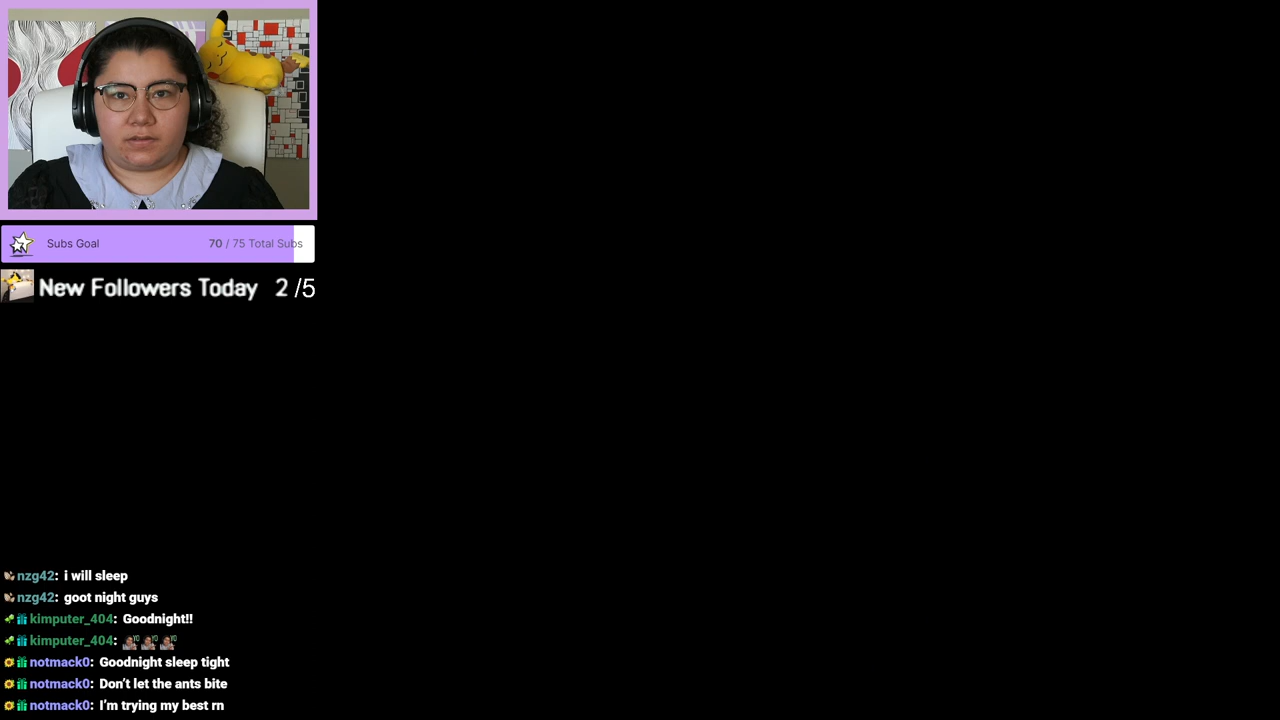 Subs Goal 70 / 75 Total Subs
New Followers Today 2 /5
nzg42: i will sleep
nzg42: goot night guys
kimputer_404: Goodnight!!
kimputer_404:
notmack0: Goodnight sleep tight
notmack0: Don't let the ants bite
notmack0: I'm trying my best rn